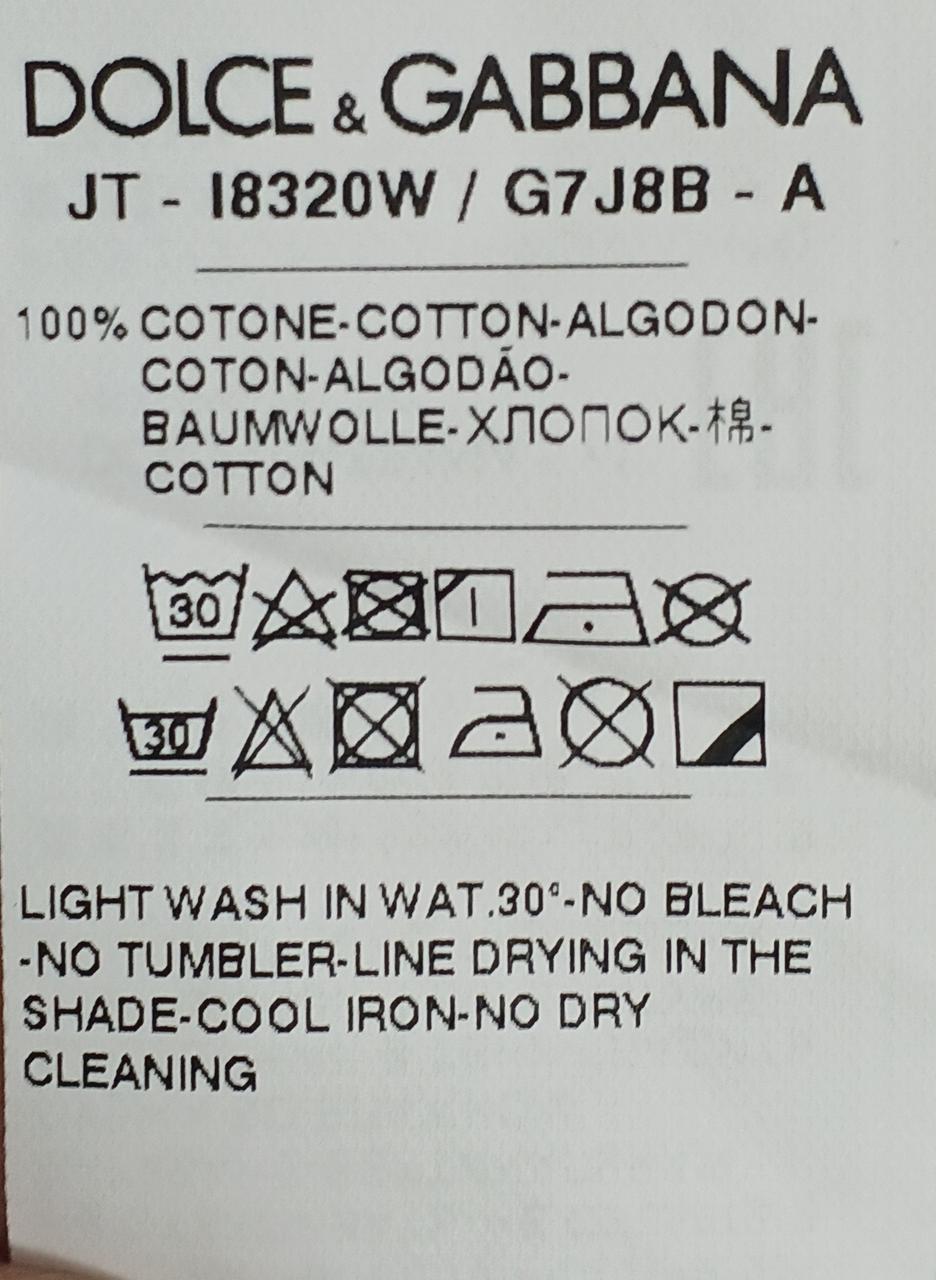 DOLCE & GABBANA
JT - I8320W / G7J8B - A
100% COTONE-COTTON-ALGODON-
COTON-ALGODÃO-
BAUMWOLLE-ХЛОПОК-棉-
COTTON
30
30
LIGHT WASH IN WAT.30°-NO BLEACH
-NO TUMBLER-LINE DRYING IN THE
SHADE-COOL IRON-NO DRY
CLEANING